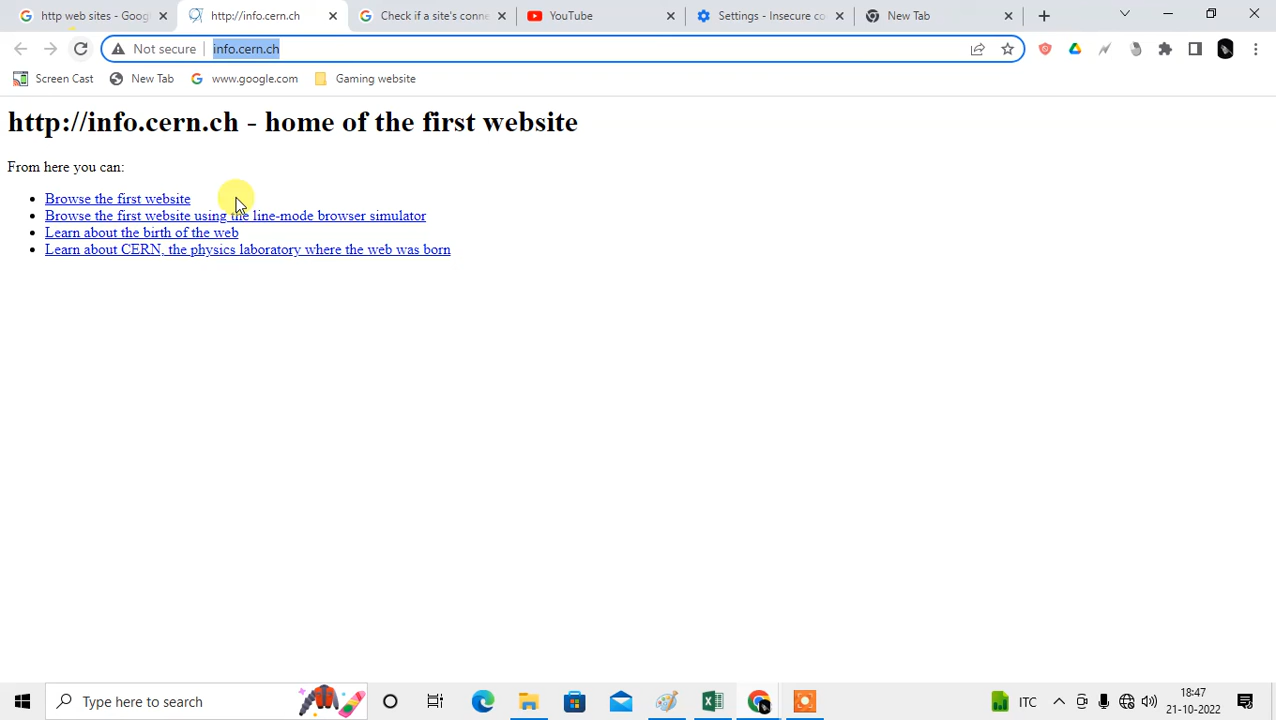 http web sites - Goog
http://info.cern.ch
Check if a site's conne
YouTube
Settings - Insecure co
New Tab
Not secure
info.cern.ch
Screen Cast
New Tab
www.google.com
Gaming website
http://info.cern.ch - home of the first website
From here you can:
Browse the first website
Browse the first website using the line-mode browser simulator
Learn about the birth of the web
Learn about CERN, the physics laboratory where the web was born
Type here to search
ITC
18:47
21-10-2022